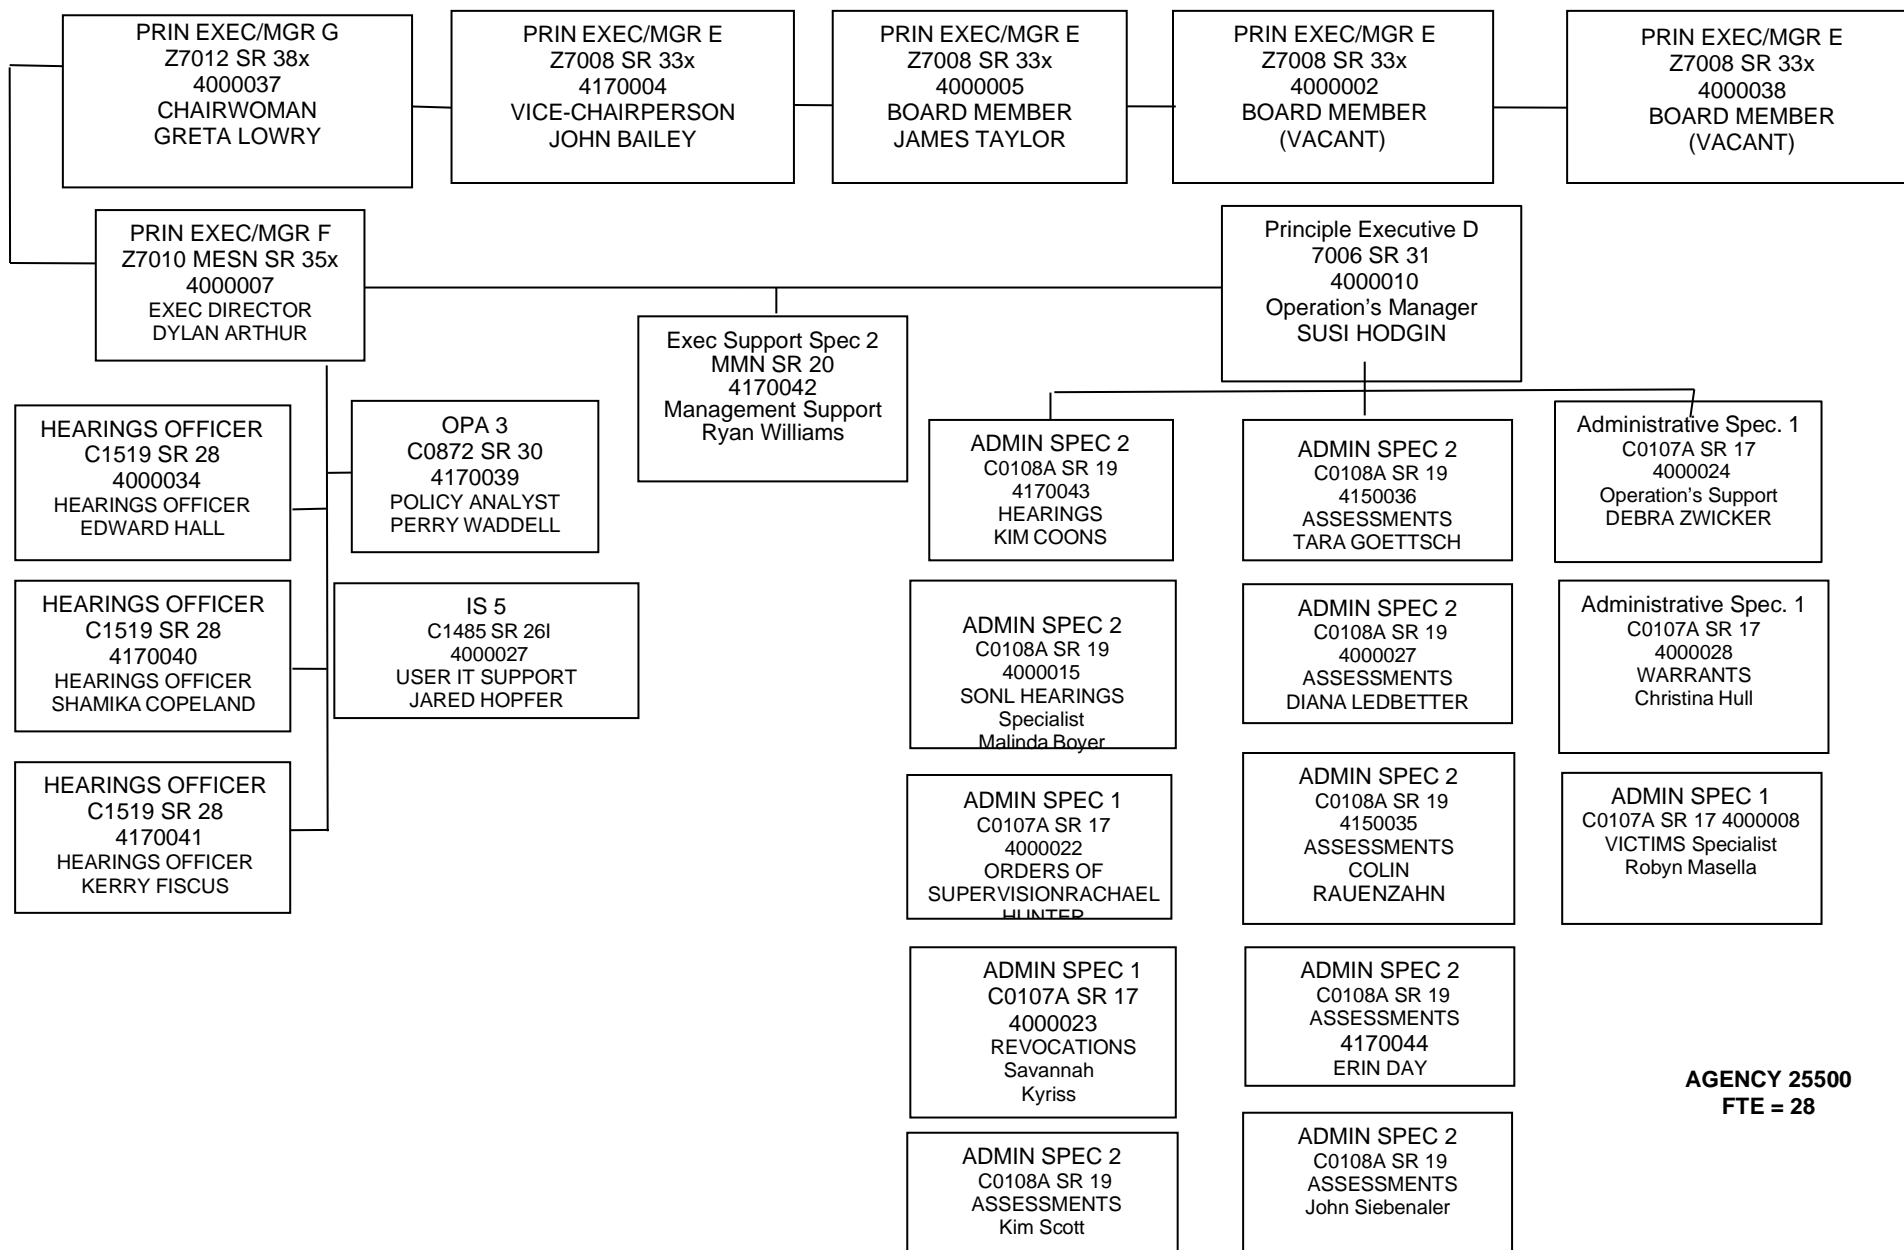 PRIN EXEC/MGR G
Z7012 SR 38x
4000037
CHAIRWOMAN
GRETA LOWRY
PRIN EXEC/MGR E
Z7008 SR 33x
4170004
VICE-CHAIRPERSON
JOHN BAILEY
PRIN EXEC/MGR E
Z7008 SR 33x
4000005
BOARD MEMBER
JAMES TAYLOR
PRIN EXEC/MGR E
Z7008 SR 33x
4000002
BOARD MEMBER
(VACANT)
PRIN EXEC/MGR E
Z7008 SR 33x
4000038
BOARD MEMBER
(VACANT)
PRIN EXEC/MGR F
Z7010 MESN SR 35x
4000007
EXEC DIRECTOR
DYLAN ARTHUR
Principle Executive D
7006 SR 31
4000010
Operation’s Manager
SUSI HODGIN
Exec Support Spec 2
MMN SR 20
4170042
Management Support
Ryan Williams
HEARINGS OFFICER
C1519 SR 28
4000034
HEARINGS OFFICER
EDWARD HALL
OPA 3
C0872 SR 30
4170039
POLICY ANALYST
PERRY WADDELL
HEARINGS OFFICER
C1519 SR 28
4170040
HEARINGS OFFICER
SHAMIKA COPELAND
IS 5
C1485 SR 26I
4000027
USER IT SUPPORT
JARED HOPFER
HEARINGS OFFICER
C1519 SR 28
4170041
HEARINGS OFFICER
KERRY FISCUS
ADMIN SPEC 2
C0108A SR 19
4170043
HEARINGS
KIM COONS
ADMIN SPEC 2
C0108A SR 19
4150036
ASSESSMENTS
TARA GOETTSCH
Administrative Spec. 1
C0107A SR 17
4000024
Operation’s Support
DEBRA ZWICKER
ADMIN SPEC 2
C0108A SR 19
4000015
SONL HEARINGS
Specialist
Malinda Boyer
ADMIN SPEC 2
C0108A SR 19
4000027
ASSESSMENTS
DIANA LEDBETTER
Administrative Spec. 1
C0107A SR 17
4000028
WARRANTS
Christina Hull
ADMIN SPEC 1
C0107A SR 17
4000022
ORDERS OF
SUPERVISIONRACHAEL
HUNTER
ADMIN SPEC 2
C0108A SR 19
4150035
ASSESSMENTS
COLIN
RAUENZAHN
ADMIN SPEC 1
C0107A SR 17 4000008
VICTIMS Specialist
Robyn Masella
ADMIN SPEC 1
C0107A SR 17
4000023
REVOCATIONS
Savannah
Kyriss
ADMIN SPEC 2
C0108A SR 19
ASSESSMENTS
4170044
ERIN DAY
ADMIN SPEC 2
C0108A SR 19
ASSESSMENTS
Kim Scott
ADMIN SPEC 2
C0108A SR 19
ASSESSMENTS
John Siebenaler
AGENCY 25500
FTE = 28